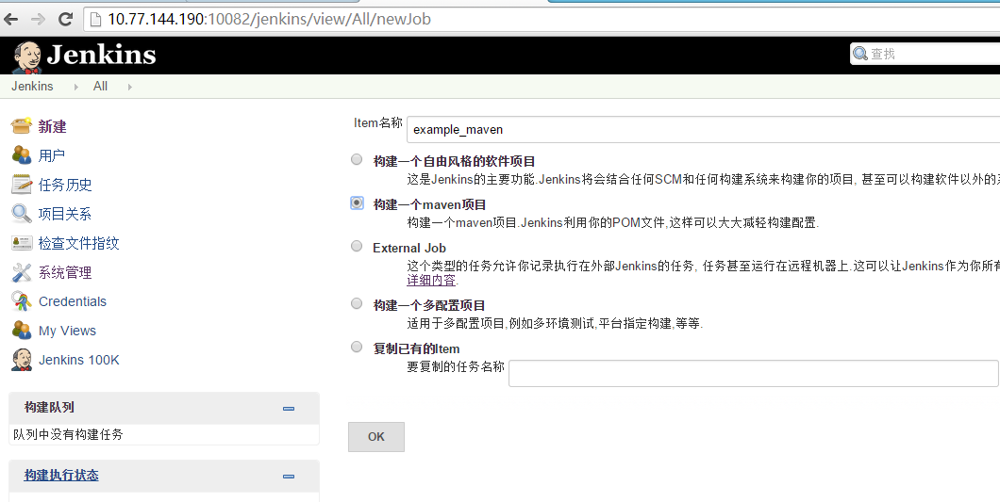 10.77.144.190:10082/jenkins/view/All/newJob
Jenkins
查找
Jenkins All
新建
用户
任务历史
项目关系
检查文件指纹
系统管理
Credentials
My Views
Jenkins 100K
构建队列
队列中没有构建任务
构建执行状态
Item名称 example_maven
构建一个自由风格的软件项目
这是Jenkins的主要功能.Jenkins将会结合任何SCM和任何构建系统来构建你的项目, 甚至可以构建软件以外的
构建一个maven项目
构建一个maven项目.Jenkins利用你的POM文件,这样可以大大减轻构建配置.
External Job
这个类型的任务允许你记录执行在外部Jenkins的任务, 任务甚至运行在远程机器上.这可以让Jenkins作为你所有
详细内容.
构建一个多配置项目
适用于多配置项目,例如多环境测试,平台指定构建,等等.
复制已有的Item
要复制的任务名称
OK